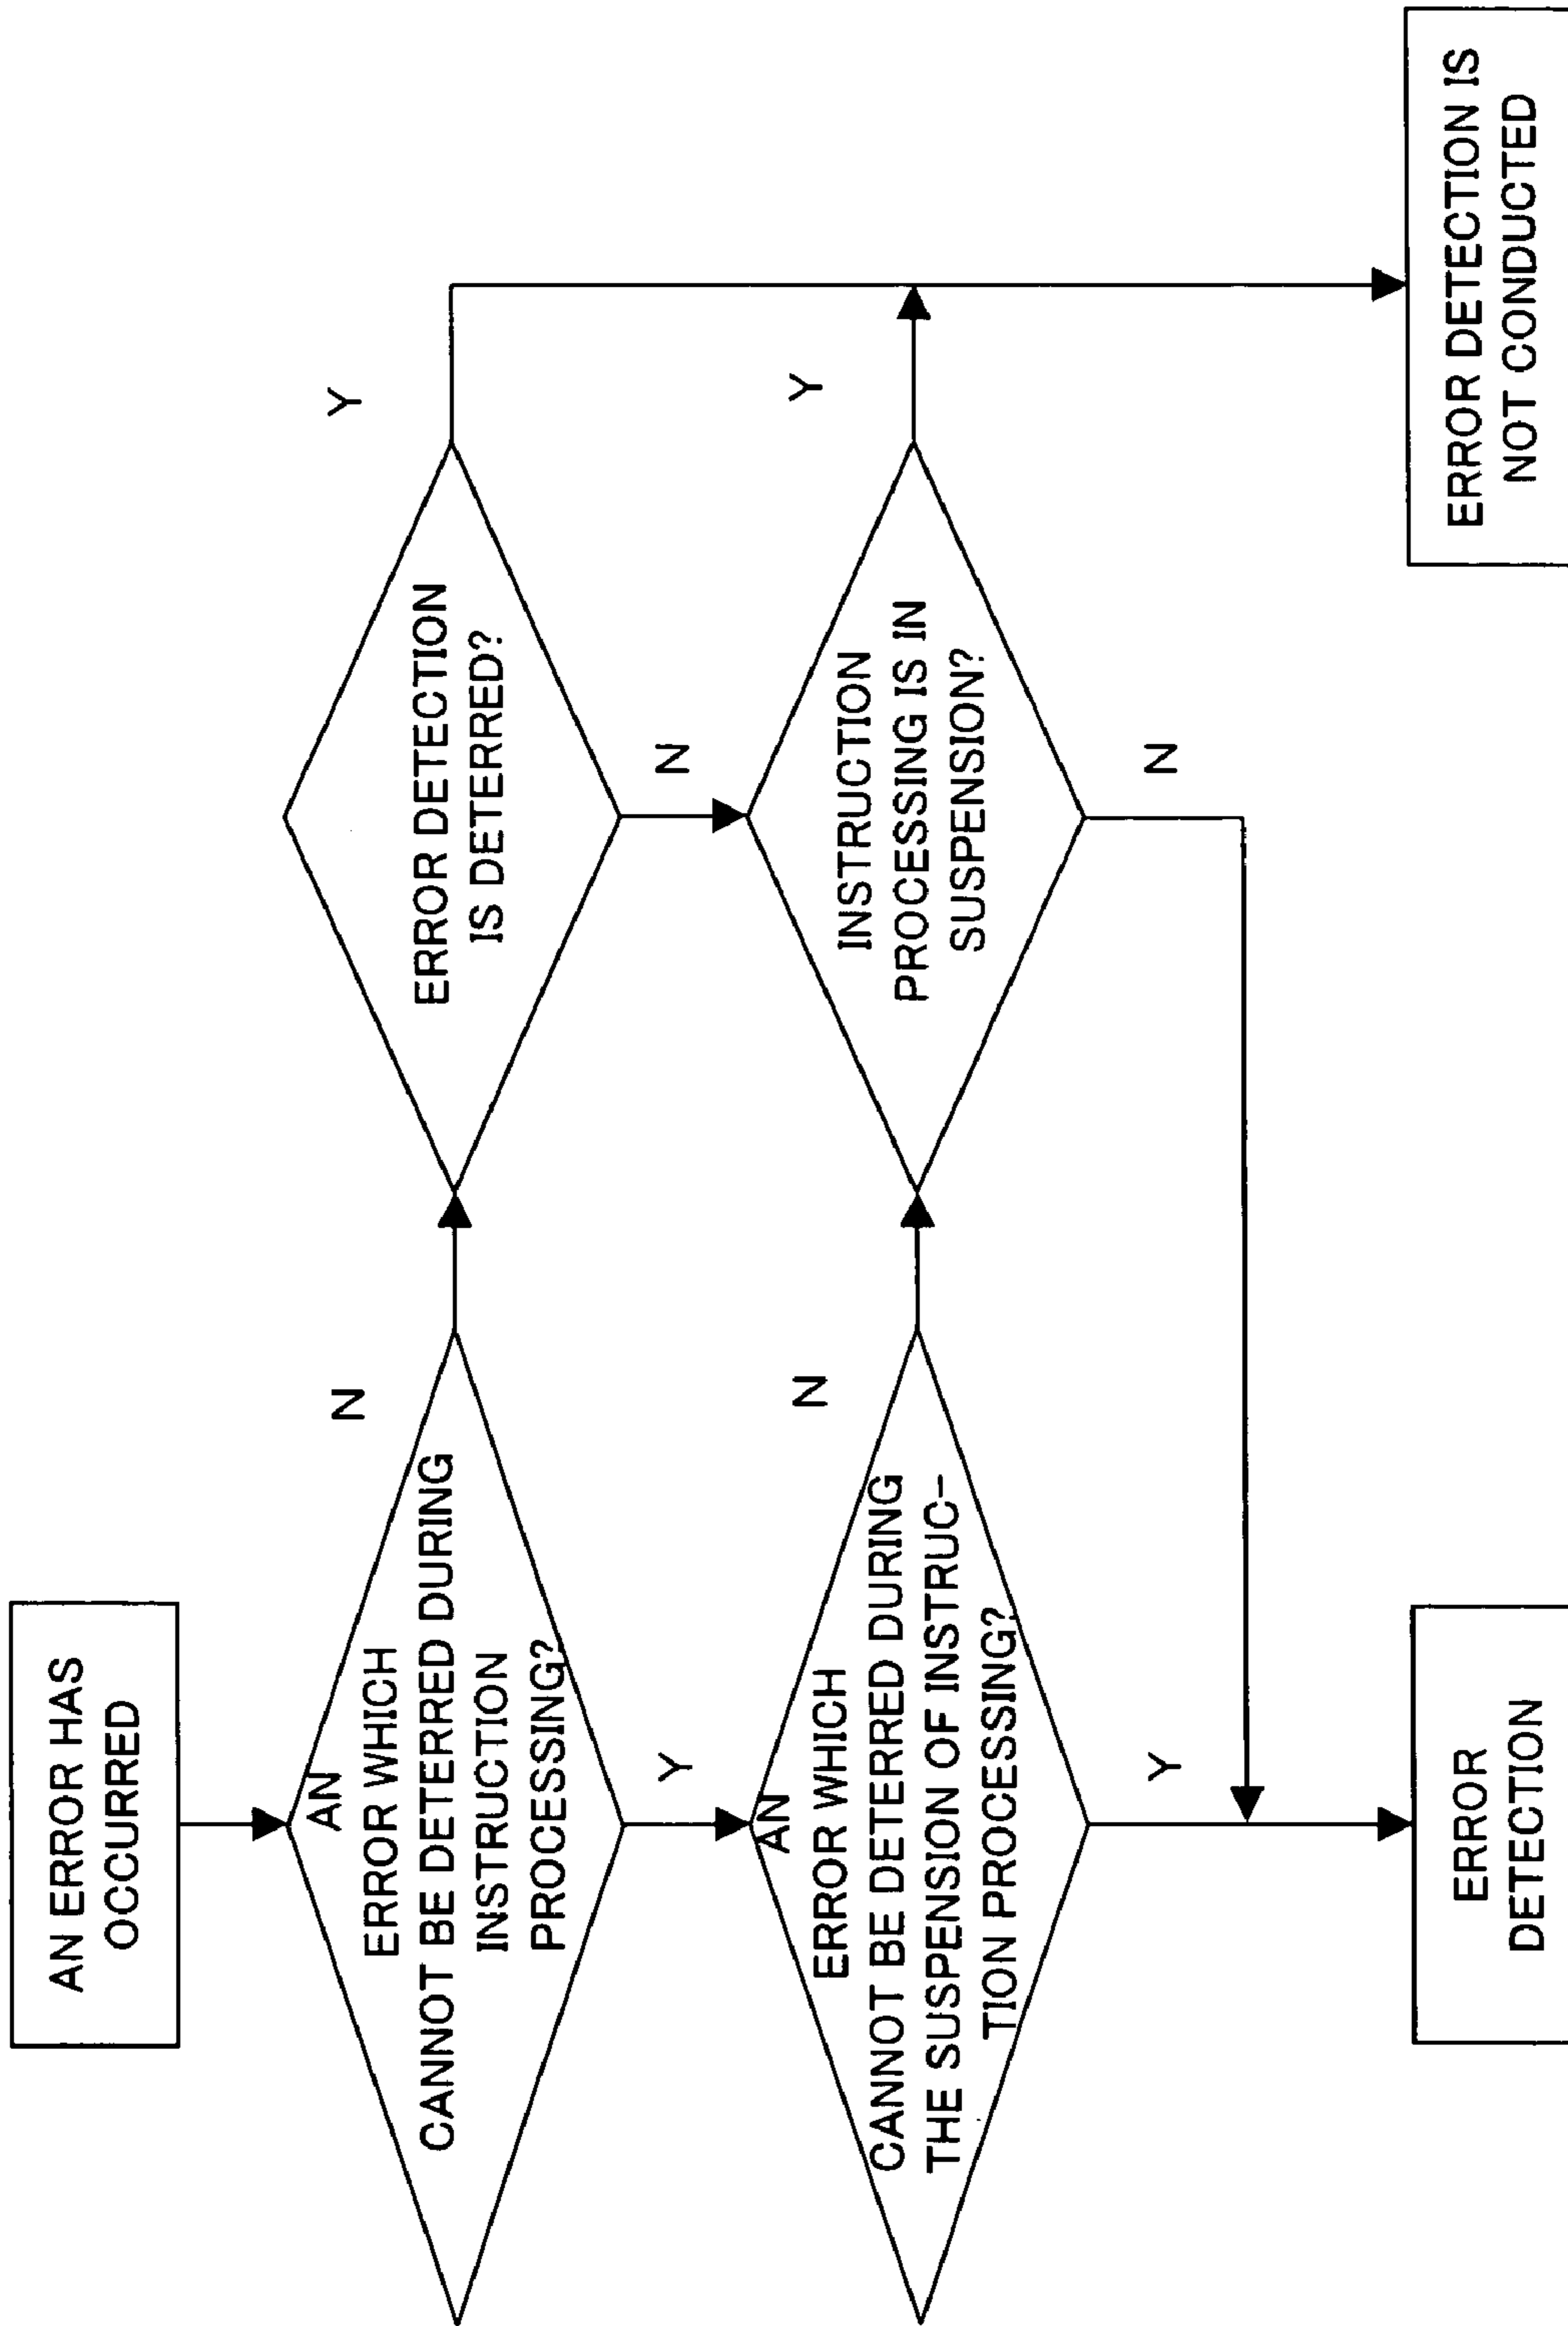 AN ERROR HAS
OCCURRED
AN
ERROR WHICH
CANNOT BE DETERRED DURING
INSTRUCTION
PROCESSING?
N
Y
ERROR DETECTION
IS DETERRED?
Y
N
AN
ERROR WHICH
CANNOT BE DETERRED DURING
THE SUSPENSION OF INSTRUC-
TION PROCESSING?
N
Y
INSTRUCTION
PROCESSING IS IN
SUSPENSION?
Y
N
ERROR
DETECTION
ERROR DETECTION IS
NOT CONDUCTED